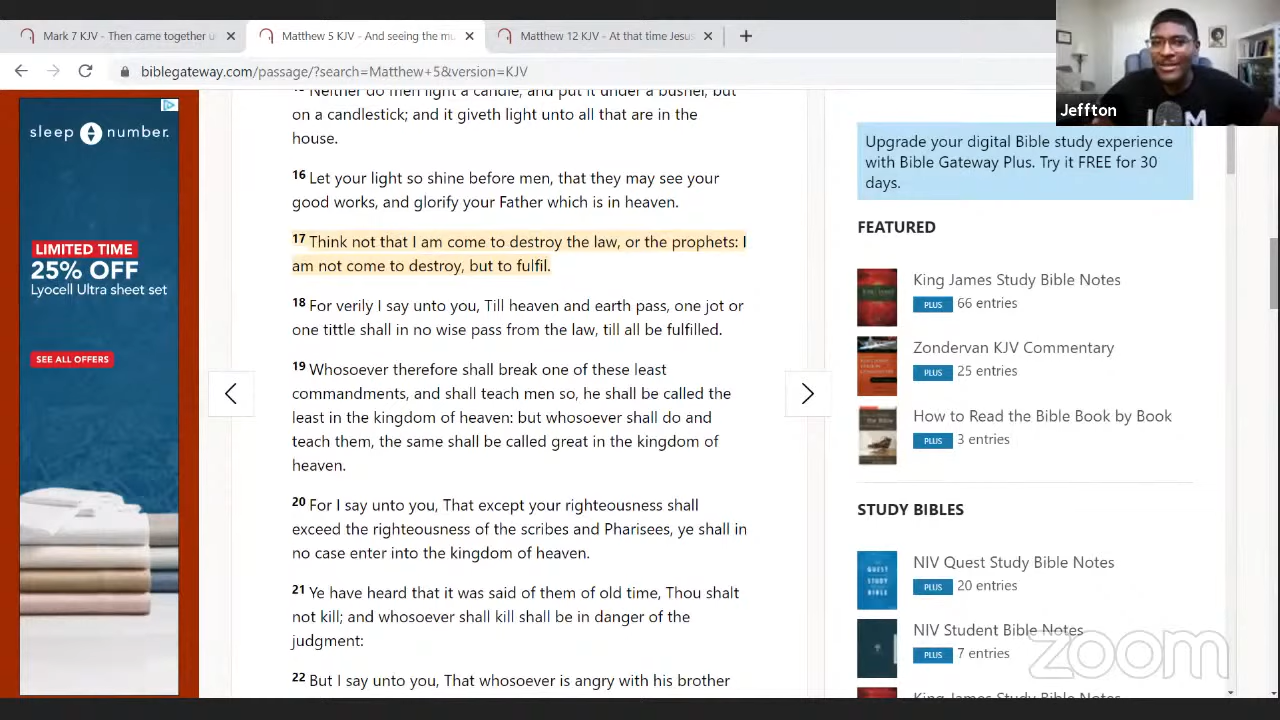 Mark 7 KJV - Then came together u
Matthew 5 KJV - And seeing the mu
Matthew 12 KJV - At that time Jesus
biblegateway.com/passage/?search=Matthew+5&version=KJV
Jeffton
sleep number.
LIMITED TIME
25% OFF
Lyocell Ultra sheet set
SEE ALL OFFERS
Neither do men light a candle, and put it under a bushel, but
on a candlestick; and it giveth light unto all that are in the
house.
16 Let your light so shine before men, that they may see your
good works, and glorify your Father which is in heaven.
17 Think not that I am come to destroy the law, or the prophets: I
am not come to destroy, but to fulfil.
18 For verily I say unto you, Till heaven and earth pass, one jot or
one tittle shall in no wise pass from the law, till all be fulfilled.
19 Whosoever therefore shall break one of these least
commandments, and shall teach men so, he shall be called the
least in the kingdom of heaven: but whosoever shall do and
teach them, the same shall be called great in the kingdom of
heaven.
20 For I say unto you, That except your righteousness shall
exceed the righteousness of the scribes and Pharisees, ye shall in
no case enter into the kingdom of heaven.
21 Ye have heard that it was said of them of old time, Thou shalt
not kill; and whosoever shall kill shall be in danger of the
judgment:
22 But I say unto you, That whosoever is angry with his brother
Upgrade your digital Bible study experience
with Bible Gateway Plus. Try it FREE for 30
days.
FEATURED
King James Study Bible Notes
PLUS 66 entries
Zondervan KJV Commentary
PLUS 25 entries
How to Read the Bible Book by Book
PLUS 3 entries
STUDY BIBLES
QUEST
STUDY
BIBLE
NIV Quest Study Bible Notes
PLUS 20 entries
NIV Student Bible Notes
PLUS 7 entries
King James Study Bible Notes
zoom